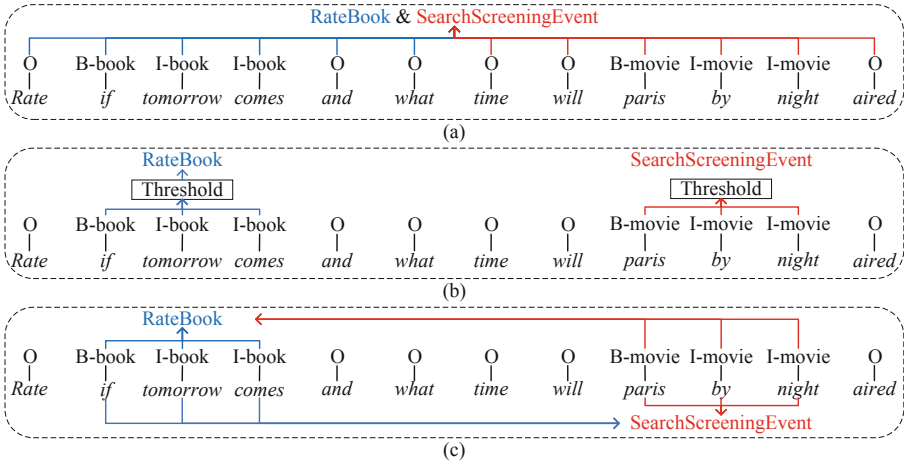 RateBook & SearchScreeningEvent
O B-book I-book I-book O O O O B-movie I-movie I-movie O
Rate if tomorrow comes and what time will paris by night aired
(a)
RateBook SearchScreeningEvent
Threshold Threshold
O B-book I-book I-book O O O O B-movie I-movie I-movie O
Rate if tomorrow comes and what time will paris by night aired
(b)
RateBook
O B-book I-book I-book O O O O B-movie I-movie I-movie O
Rate if tomorrow comes and what time will paris by night aired
SearchScreeningEvent
(c)